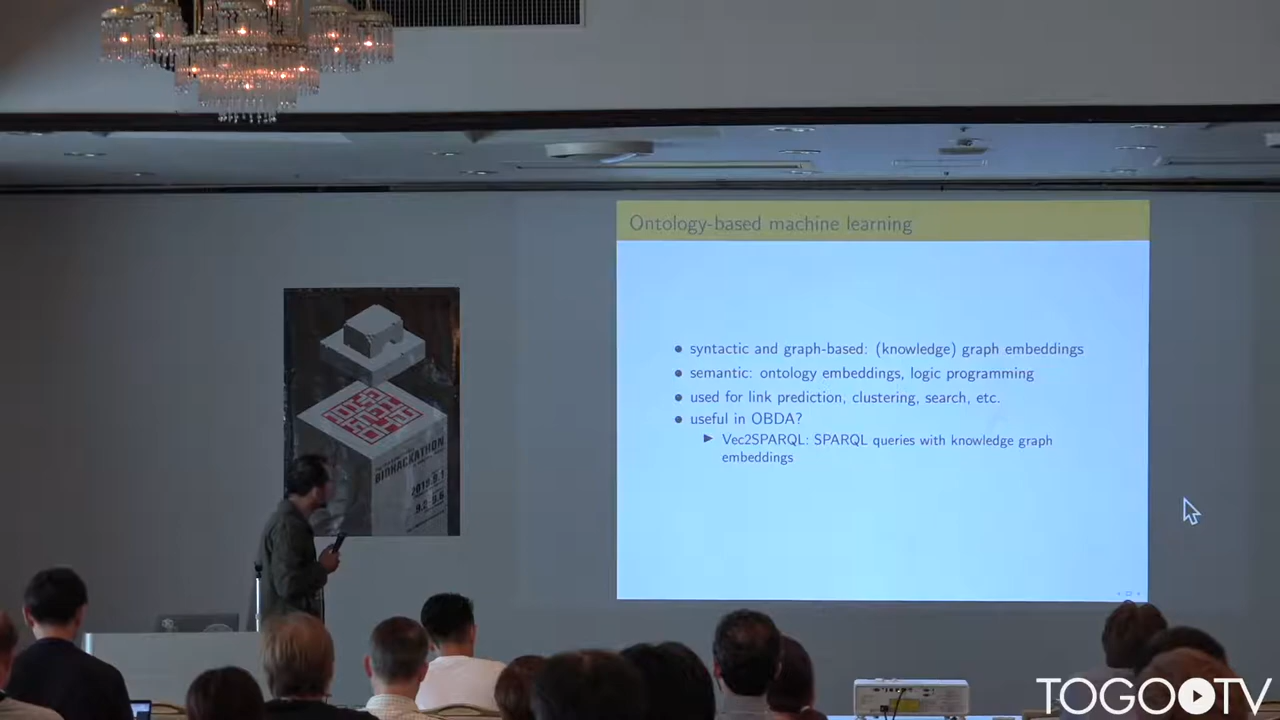 Ontology-based machine learning
syntactic and graph-based: (knowledge) graph embeddings
semantic: ontology embeddings, logic programming
used for link prediction, clustering, search, etc.
useful in OBDA?
Vec2SPARQL: SPARQL queries with knowledge graph
embeddings
BIOHACKATHON
TOGOTV